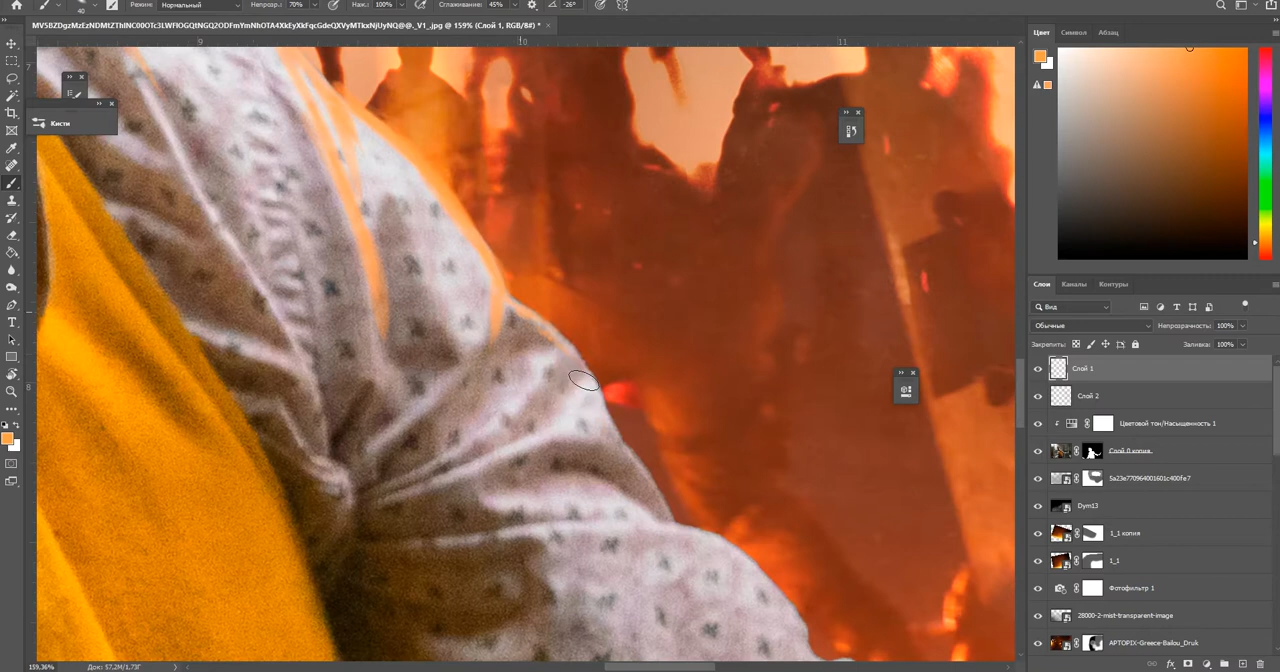 Режим: Нормальный Непрозр.: 70% Наж.: 100% Сглаживание: 45% -26°
40
MV5BZDgzMzEzNDMtZThlNC00OTc3LWFlOGQtNGQ2ODFmYmNhOTA4XkEyXkFqcGdeQXVyMTkxNjUyNQ@@._V1_.jpg @ 159% (Слой 1, RGB/8#) *
9 10 11
7
8
Кисти
Цвет Символ Абзац
Слои Каналы Контуры
Вид
Обычные Непрозрачность: 100%
Закрепить: Заливка: 100%
Слой 1
Слой 2
Цветовой тон/Насыщенность 1
Слой 0 копия
5a23e770964001601c400fe7
Dym13
1_1 копия
1_1
Фотофильтр 1
28000-2-mist-transparent-image
APTOPIX-Greece-Bailou_Druk
159,36% Док: 57,2M/1,73Г